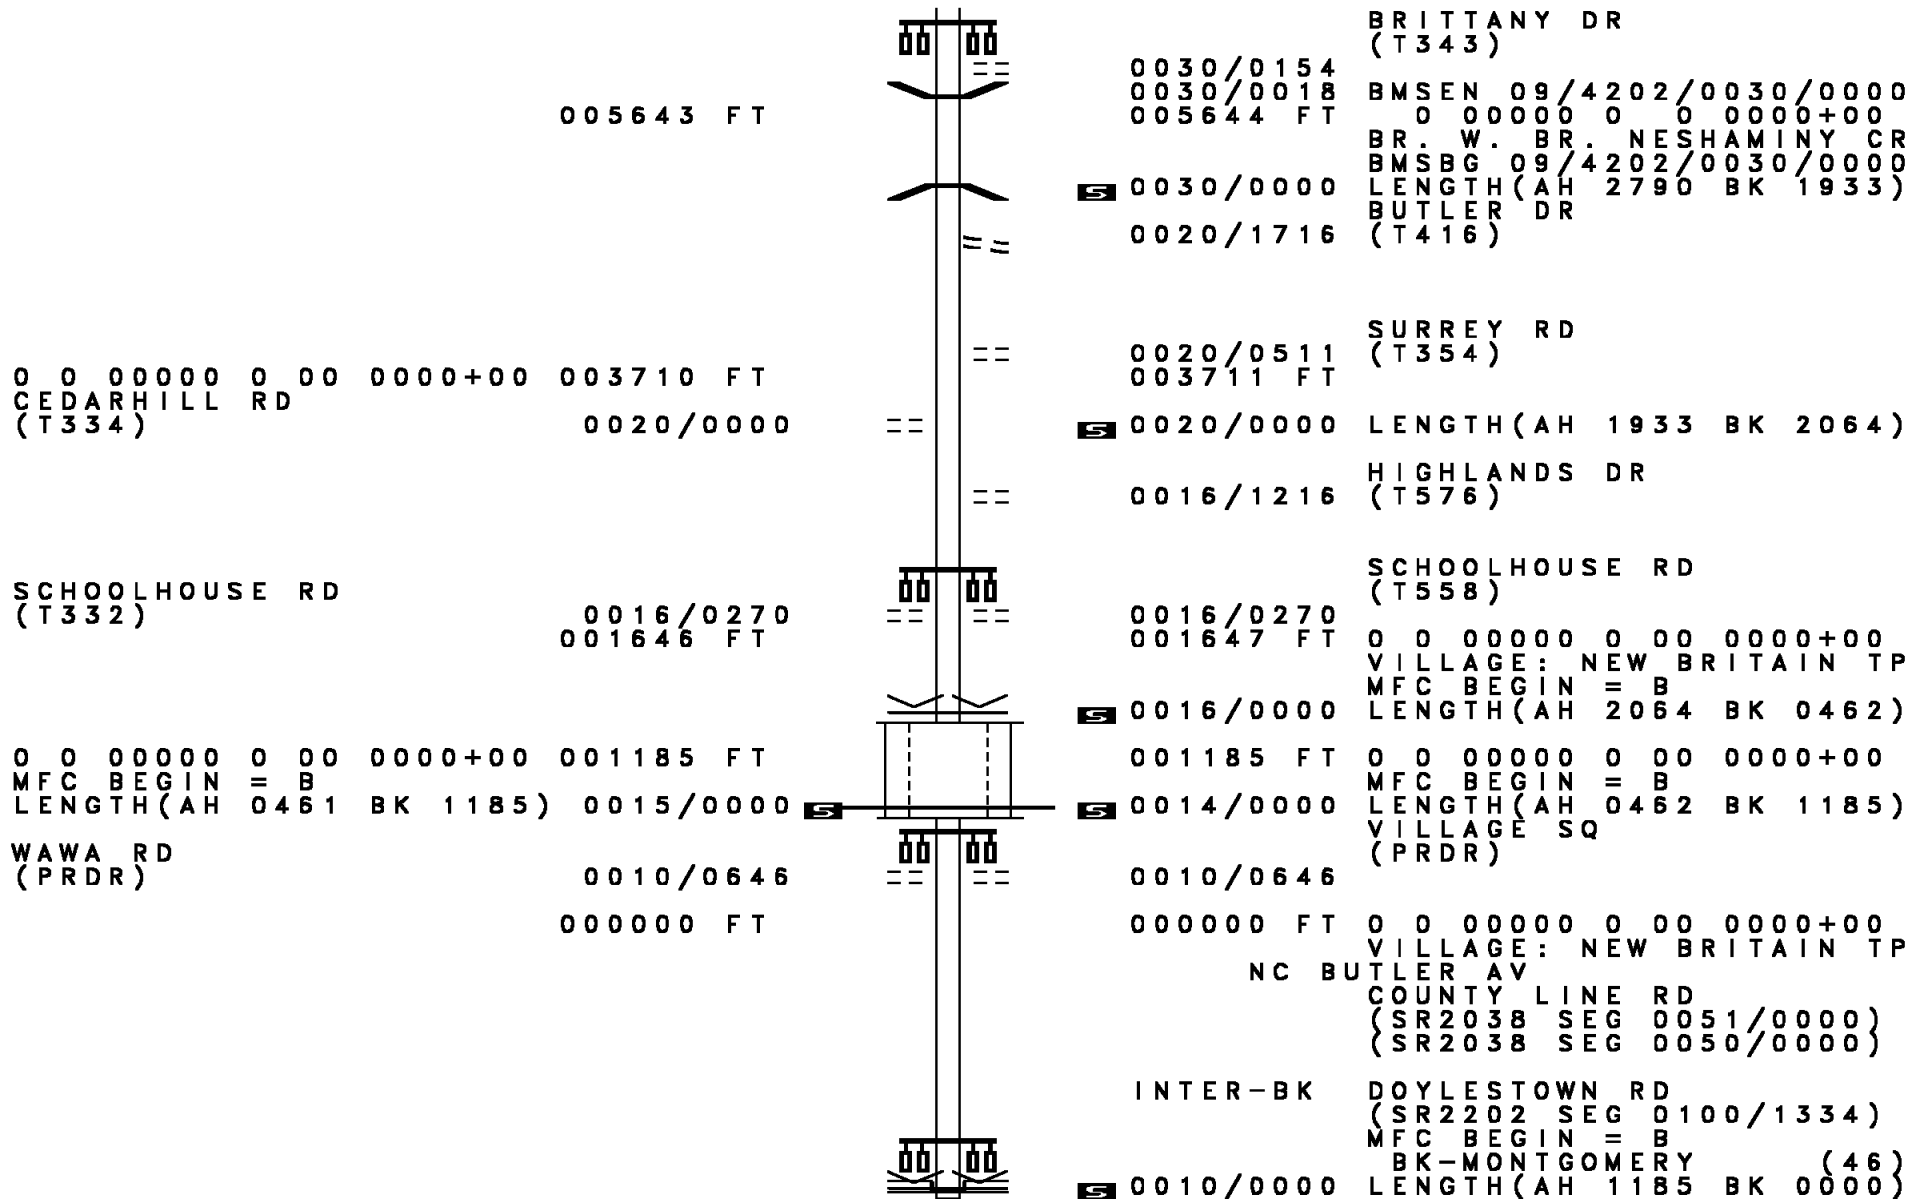 BRITTANY DR
(T343)
0030/0154
0030/0018 BMSEN 09/4202/0030/0000
005643 FT 005644 FT 0 00000 0 0 0000+00
BR. W. BR. NESHAMINY CR
BMSBG 09/4202/0030/0000
S 0030/0000 LENGTH(AH 2790 BK 1933)
BUTLER DR
0020/1716 (T416)
SURREY RD
0020/0511 (T354)
0 0 00000 0 00 0000+00 003710 FT 003711 FT
CEDARHILL RD
(T334) 0020/0000 S 0020/0000 LENGTH(AH 1933 BK 2064)
HIGHLANDS DR
0016/1216 (T576)
SCHOOLHOUSE RD
(T558)
SCHOOLHOUSE RD
(T332) 0016/0270 0016/0270
001646 FT 001647 FT 0 0 00000 0 00 0000+00
VILLAGE: NEW BRITAIN TP
MFC BEGIN = B
S 0016/0000 LENGTH(AH 2064 BK 0462)
0 0 00000 0 00 0000+00 001185 FT 001185 FT 0 0 00000 0 00 0000+00
MFC BEGIN = B MFC BEGIN = B
LENGTH(AH 0461 BK 1185) 0015/0000 S S 0014/0000 LENGTH(AH 0462 BK 1185)
VILLAGE SQ
(PRDR)
WAWA RD
(PRDR) 0010/0646 0010/0646
000000 FT 000000 FT 0 0 00000 0 00 0000+00
VILLAGE: NEW BRITAIN TP
NC BUTLER AV
COUNTY LINE RD
(SR2038 SEG 0051/0000)
(SR2038 SEG 0050/0000)
INTER-BK DOYLESTOWN RD
(SR2202 SEG 0100/1334)
MFC BEGIN = B
BK-MONTGOMERY (46)
S 0010/0000 LENGTH(AH 1185 BK 0000)